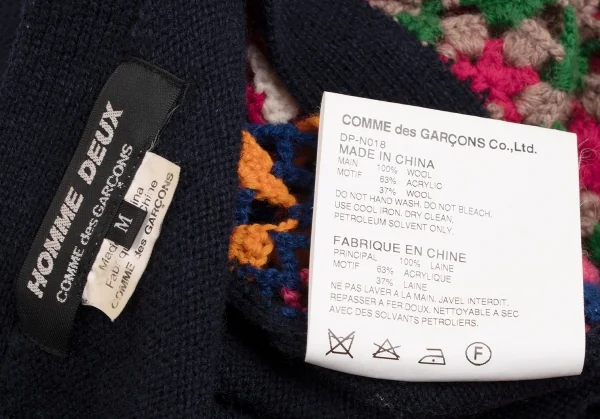 HOMME DEUX
COMME des GARÇONS
M
COMME des GARÇONS
COMME des GARÇONS Co.,Ltd.
DP-N018
MADE IN CHINA
MAIN 100% WOOL
MOTIF 63% ACRYLIC
37% WOOL
DO NOT HAND WASH. DO NOT BLEACH.
USE COOL IRON. DRY CLEAN,
PETROLEUM SOLVENT ONLY.
FABRIQUE EN CHINE
PRINCIPAL 100% LAINE
MOTIF 63% ACRYLIQUE
37% LAINE
NE PAS LAVER A LA MAIN. JAVEL INTERDIT.
REPASSER A FER DOUX. NETTOYABLE A SEC
AVEC DES SOLVANTS PETROLIERS.
F